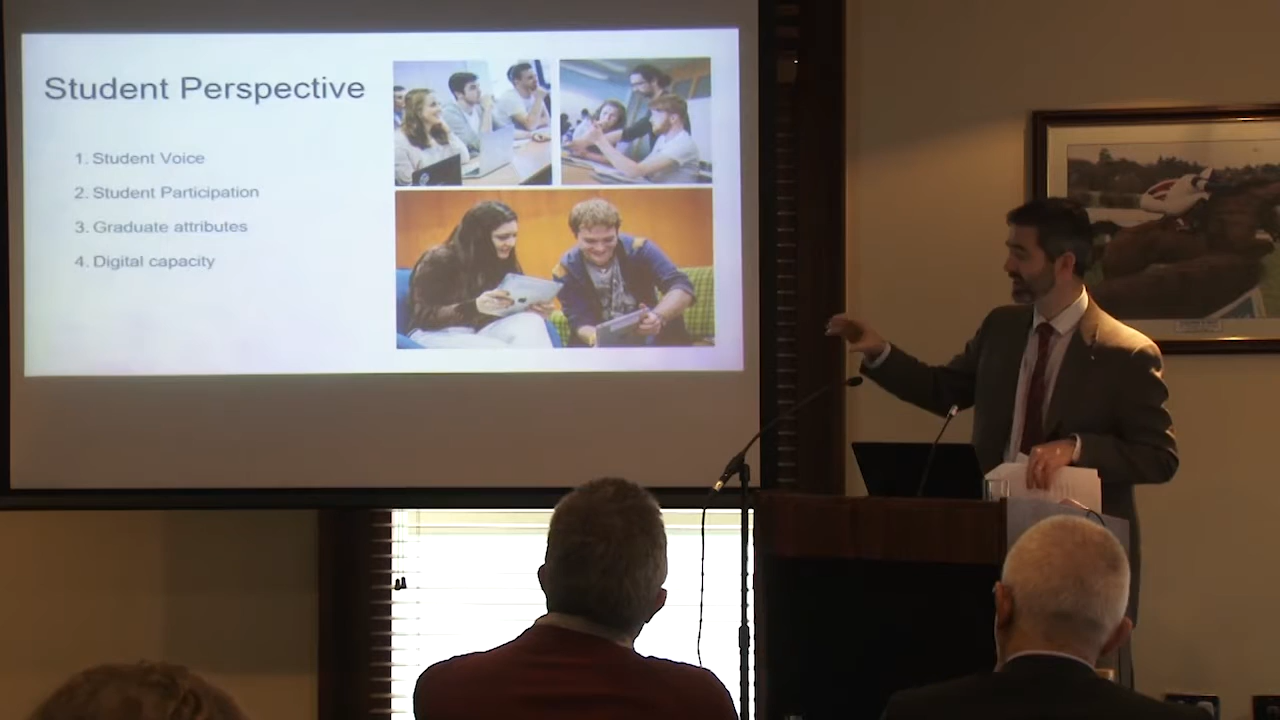 Student Perspective
1. Student Voice
2. Student Participation
3. Graduate attributes
4. Digital capacity